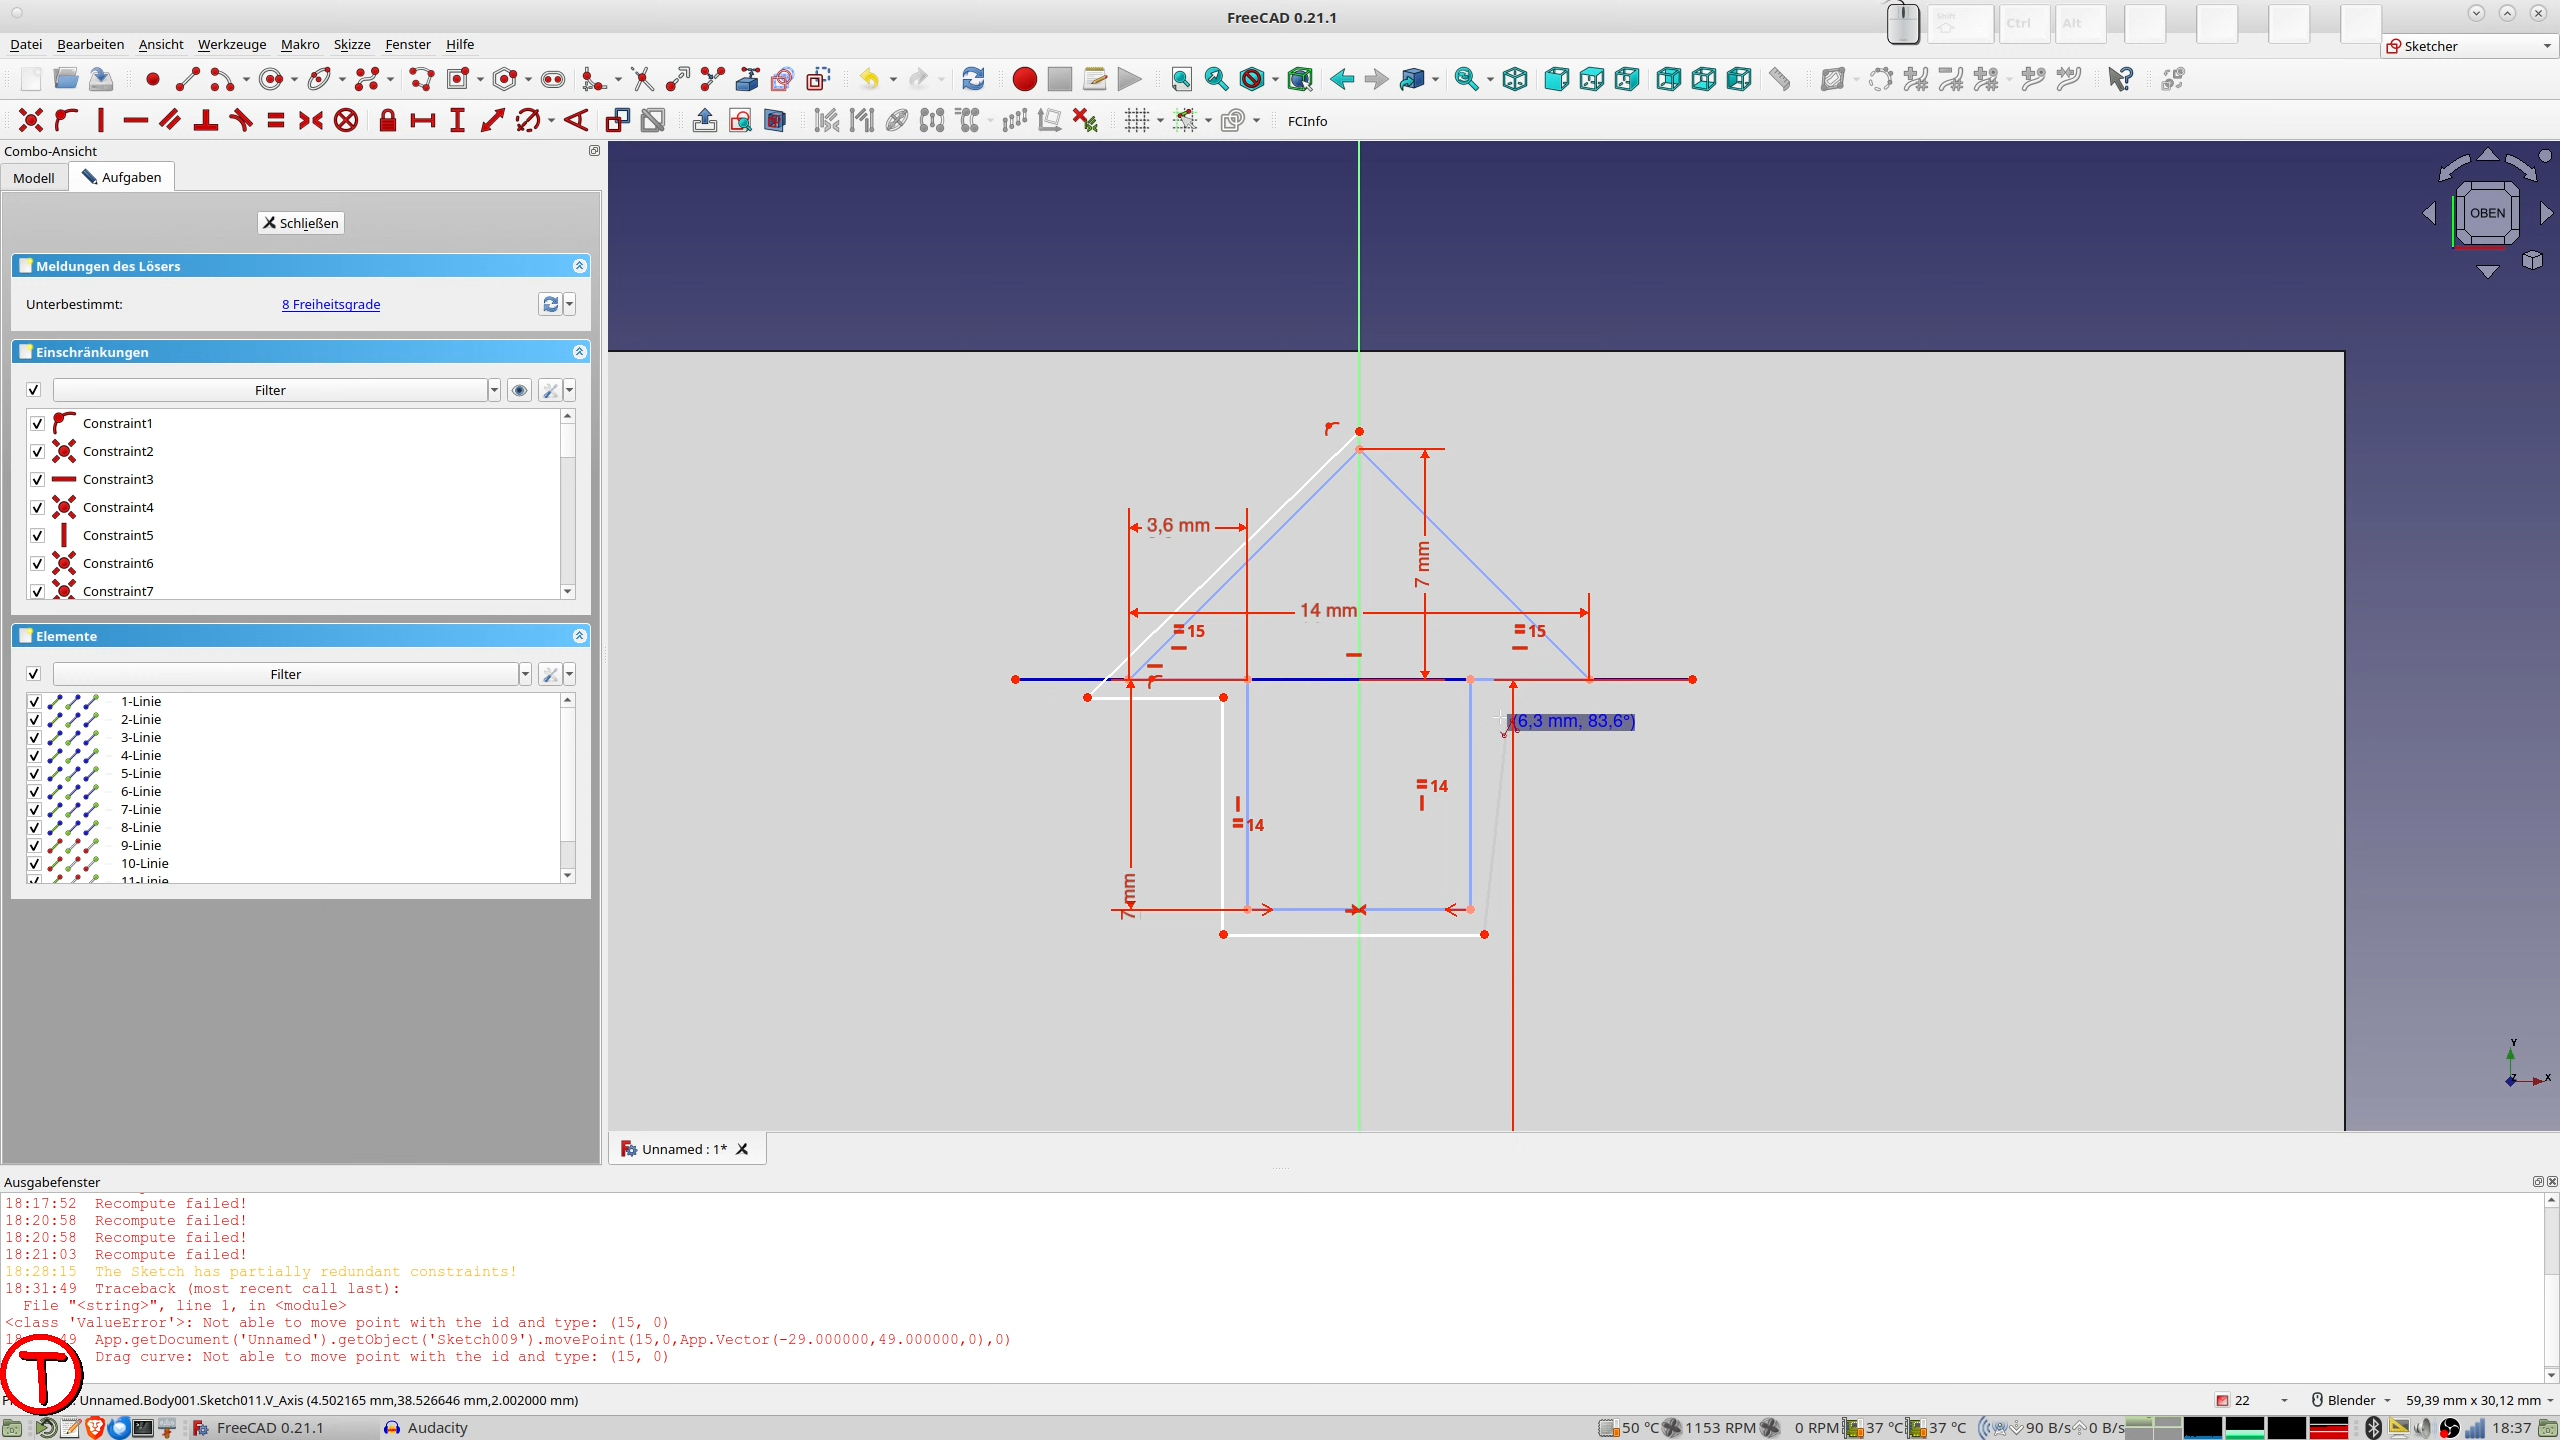 FreeCAD 0.21.1
Shift
Ctrl
Alt
Datei Bearbeiten Ansicht Werkzeuge Makro Skizze Fenster Hilfe
Sketcher
FCInfo
Combo-Ansicht
Modell
Aufgaben
Schließen
Meldungen des Lösers
Unterbestimmt: 8 Freiheitsgrade
Einschränkungen
Filter
Constraint1
Constraint2
Constraint3
Constraint4
Constraint5
Constraint6
Constraint7
Elemente
Filter
1-Linie
2-Linie
3-Linie
4-Linie
5-Linie
6-Linie
7-Linie
8-Linie
9-Linie
10-Linie
11-Linie
OBEN
3,6 mm
7 mm
14 mm
15
15
(6,3 mm, 83,6°)
14
14
7 mm
Y
Z
X
Unnamed : 1*
Ausgabefenster
18:17:52 Recompute failed!
18:20:58 Recompute failed!
18:20:58 Recompute failed!
18:21:03 Recompute failed!
18:28:15 The Sketch has partially redundant constraints!
18:31:49 Traceback (most recent call last):
File "<string>", line 1, in <module>
<class 'ValueError'>: Not able to move point with the id and type: (15, 0)
49 App.getDocument('Unnamed').getObject('Sketch009').movePoint(15,0,App.Vector(-29.000000,49.000000,0),0)
Drag curve: Not able to move point with the id and type: (15, 0)
T
Unnamed.Body001.Sketch011.V_Axis (4.502165 mm,38.526646 mm,2.002000 mm)
22
Blender
59,39 mm x 30,12 mm
FreeCAD 0.21.1
Audacity
50 °C 1153 RPM 0 RPM 37 °C 37 °C 90 B/s 0 B/s
18:37